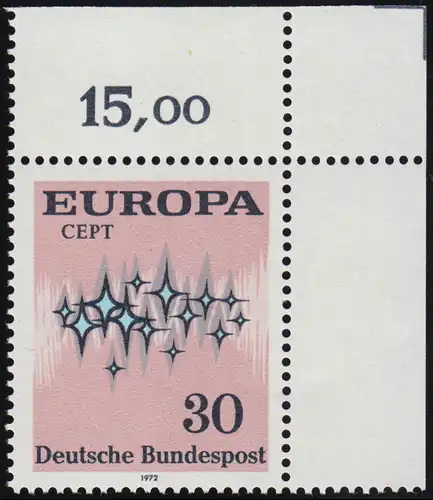 15,00
EUROPA
CEPT
30
Deutsche Bundespost
1972